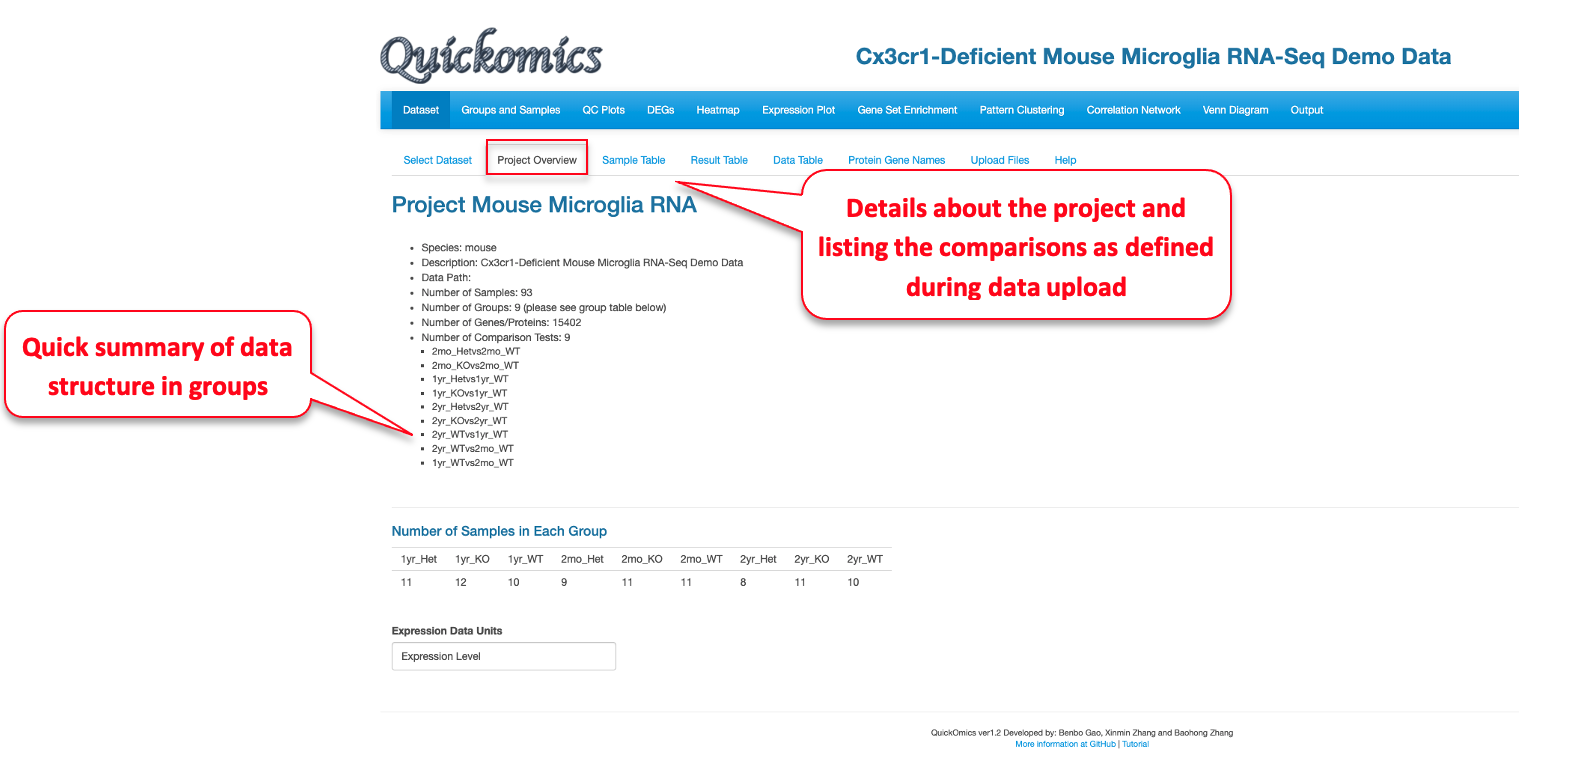 Quickomics
Cx3cr1-Deficient Mouse Microglia RNA-Seq Demo Data
Dataset Groups and Samples QC Plots DEGs Heatmap Expression Plot Gene Set Enrichment Pattern Clustering Correlation Network Venn Diagram Output
Select Dataset Project Overview Sample Table Result Table Data Table Protein Gene Names Upload Files Help
Project Mouse Microglia RNA
Details about the project and
listing the comparisons as defined
during data upload
Species: mouse
Description: Cx3cr1-Deficient Mouse Microglia RNA-Seq Demo Data
Data Path:
Number of Samples: 93
Number of Groups: 9 (please see group table below)
Number of Genes/Proteins: 15402
Number of Comparison Tests: 9
2mo_Hetvs2mo_WT
2mo_KOvs2mo_WT
1yr_Hetvs1yr_WT
1yr_KOvs1yr_WT
2yr_Hetvs2yr_WT
2yr_KOvs2yr_WT
2yr_WTvs1yr_WT
2yr_WTvs2mo_WT
1yr_WTvs2mo_WT
Quick summary of data
structure in groups
Number of Samples in Each Group
1yr_Het 1yr_KO 1yr_WT 2mo_Het 2mo_KO 2mo_WT 2yr_Het 2yr_KO 2yr_WT
11 12 10 9 11 11 8 11 10
Expression Data Units
Expression Level
QuickOmics ver1.2 Developed by: Benbo Gao, Xinmin Zhang and Baohong Zhang
More information at GitHub | Tutorial